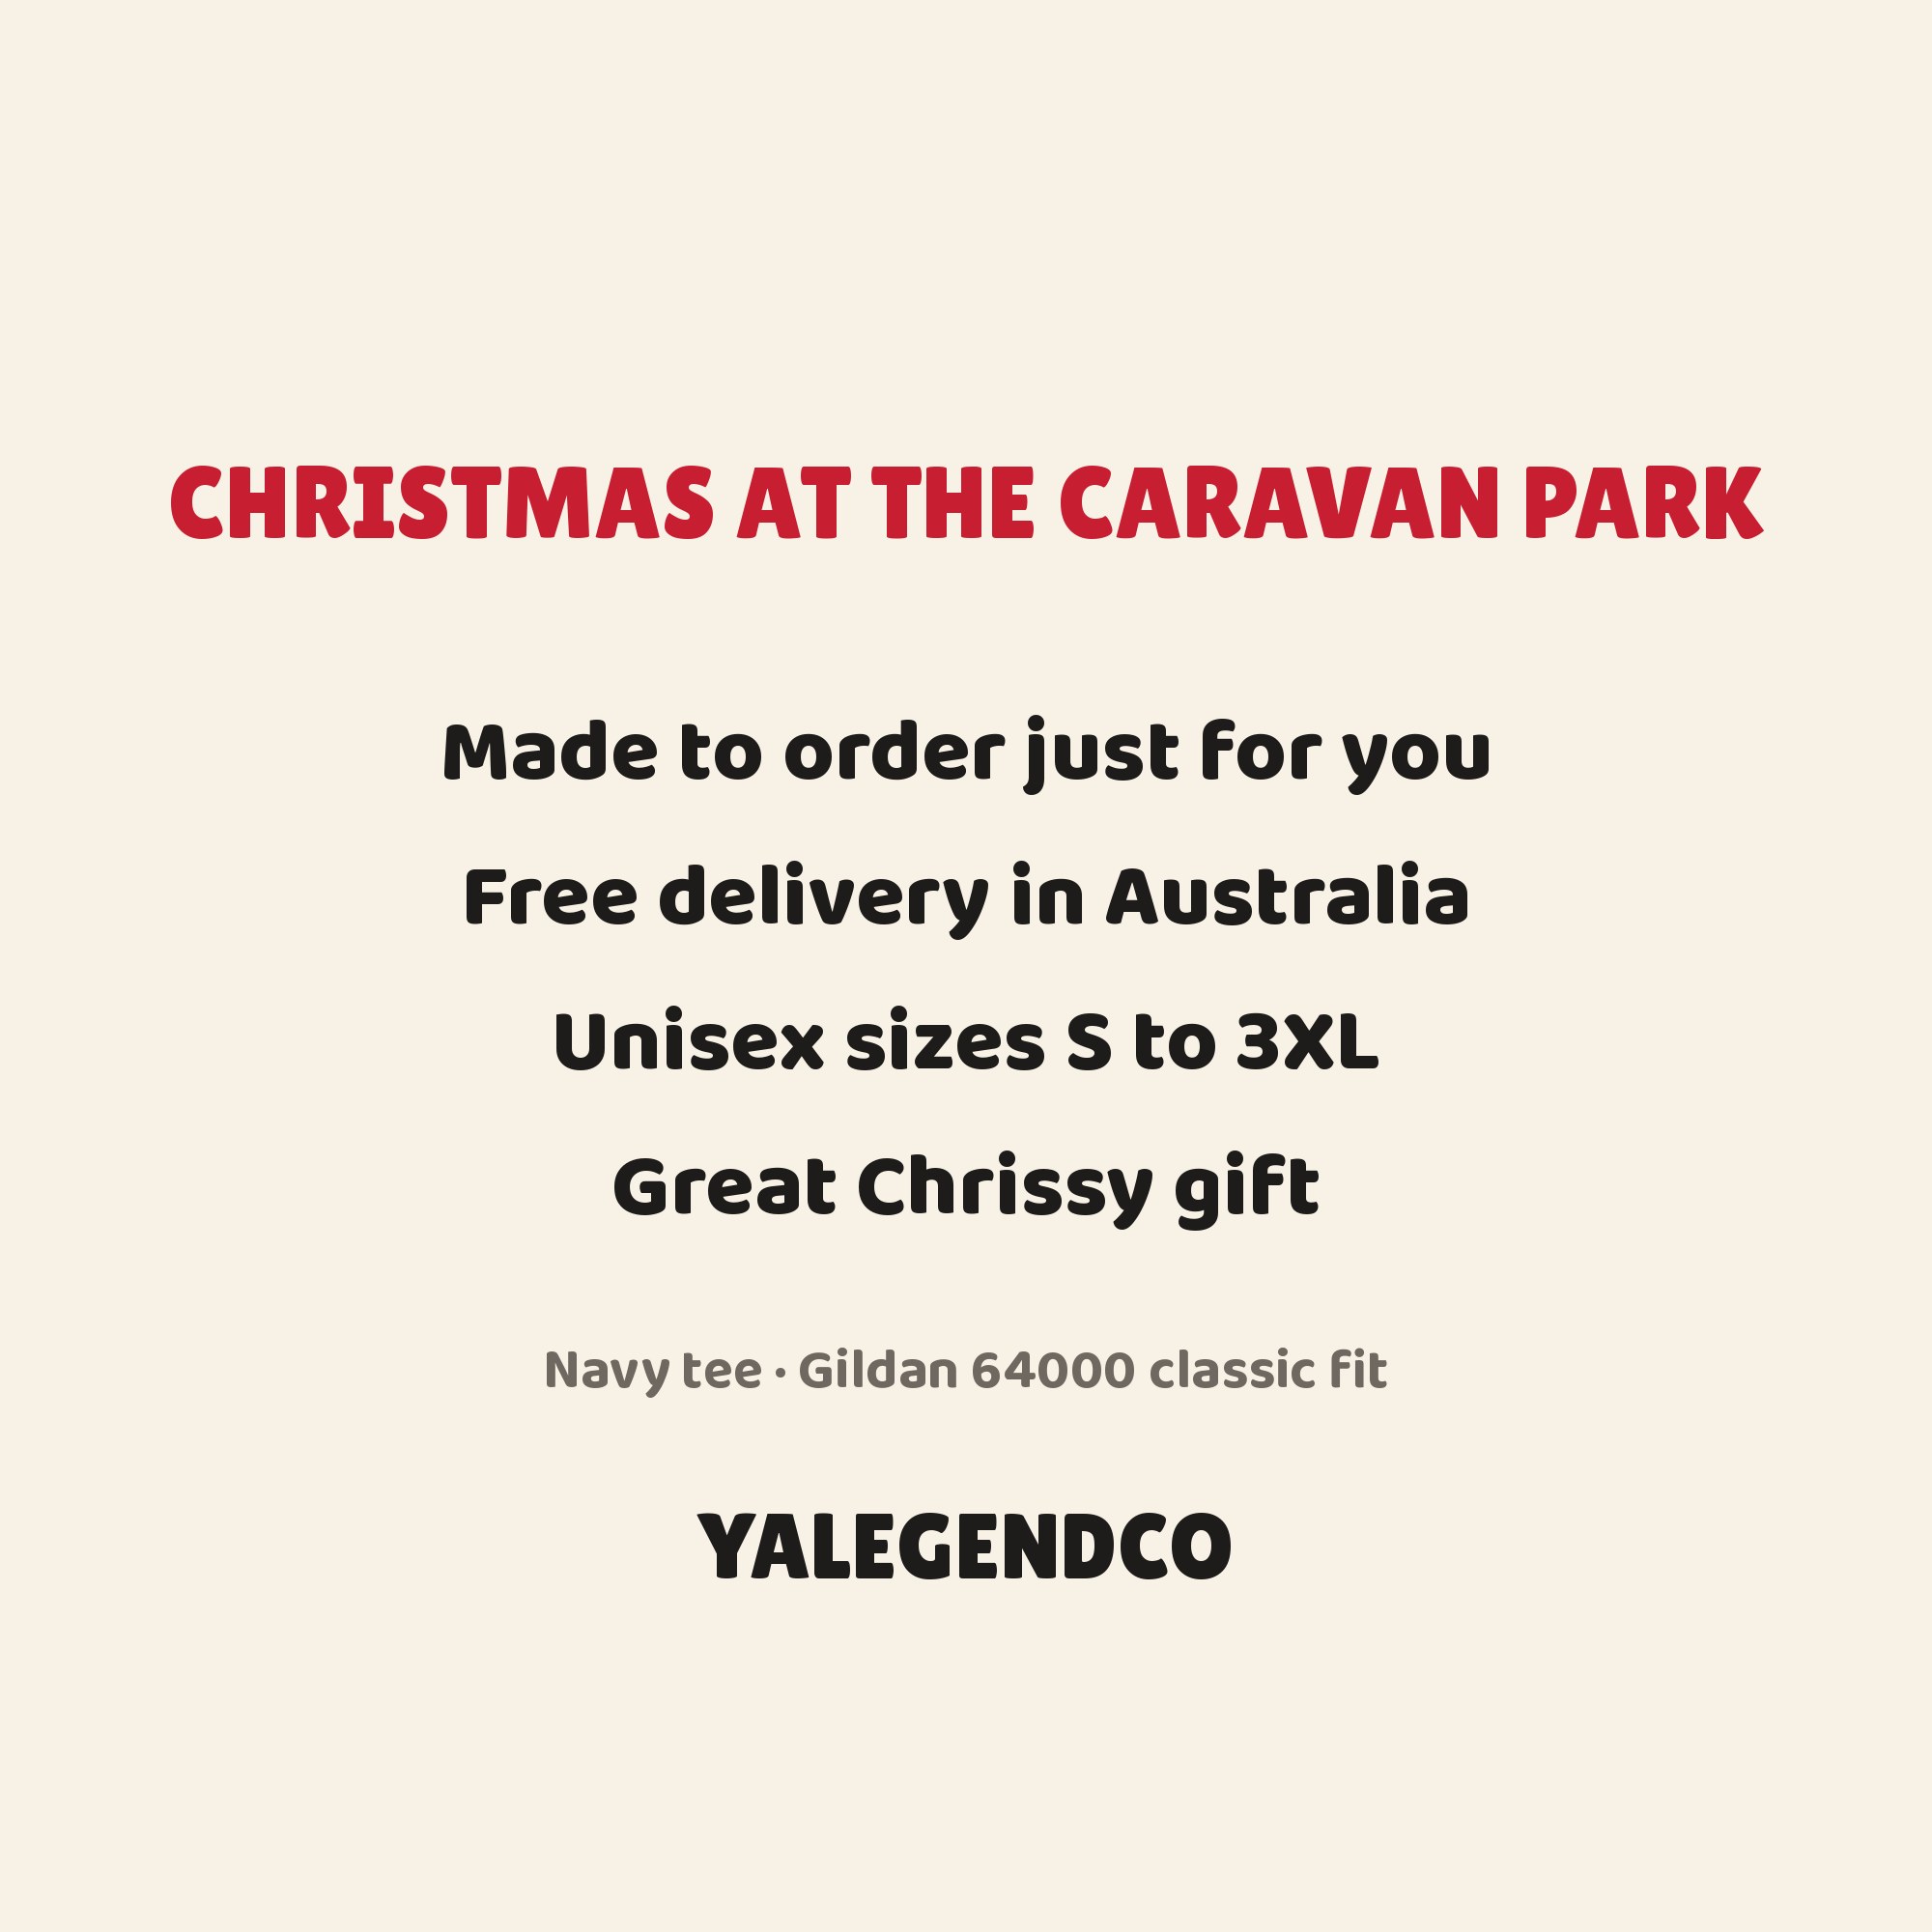 CHRISTMAS AT THE CARAVAN PARK
Made to order just for you
Free delivery in Australia
Unisex sizes S to 3XL
Great Chrissy gift
Navy tee · Gildan 64000 classic fit
YALEGENDCO